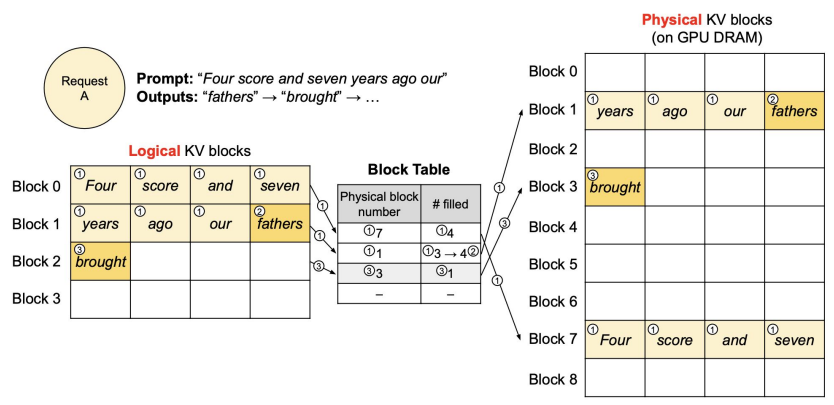 Physical KV blocks
(on GPU DRAM)
Request
A
Prompt: “Four score and seven years ago our”
Outputs: “fathers” → “brought” → …
Logical KV blocks
Block 0 ① Four ① score ① and ① seven
Block 1 ① years ① ago ① our ② fathers
Block 2 ③ brought
Block 3
① ① ③
Block Table
Physical block number # filled
①7 ①4
①1 ①3 → 4②
③3 ③1
– –
① ③ ①
Block 0
Block 1 ① years ① ago ① our ② fathers
Block 2
Block 3 ③ brought
Block 4
Block 5
Block 6
Block 7 ① Four ① score ① and ① seven
Block 8